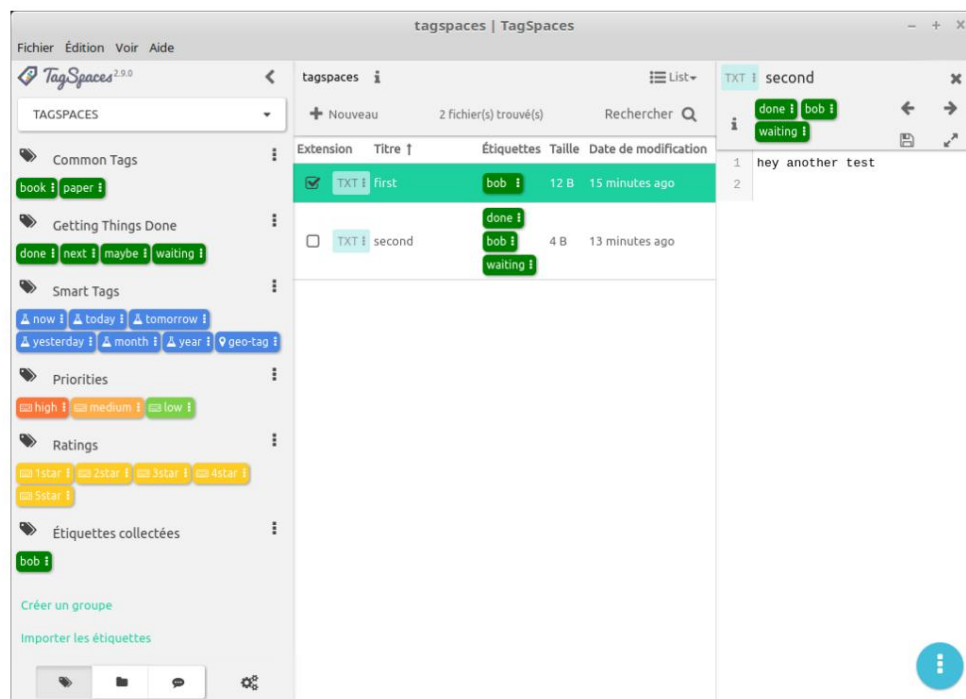 tagspaces | TagSpaces
Fichier Édition Voir Aide
TagSpaces 2.9.0
TAGSPACES
Common Tags
book paper
Getting Things Done
done next maybe waiting
Smart Tags
now today tomorrow
yesterday month year geo-tag
Priorities
high medium low
Ratings
1star 2star 3star 4star
5star
Étiquettes collectées
bob
Créer un groupe
Importer les étiquettes
tagspaces
List
Nouveau 2 fichier(s) trouvé(s) Rechercher
Extension Titre Étiquettes Taille Date de modification
TXT first bob 12 B 15 minutes ago
done
TXT second bob 4 B 13 minutes ago
waiting
TXT second
done bob
waiting
1 hey another test
2